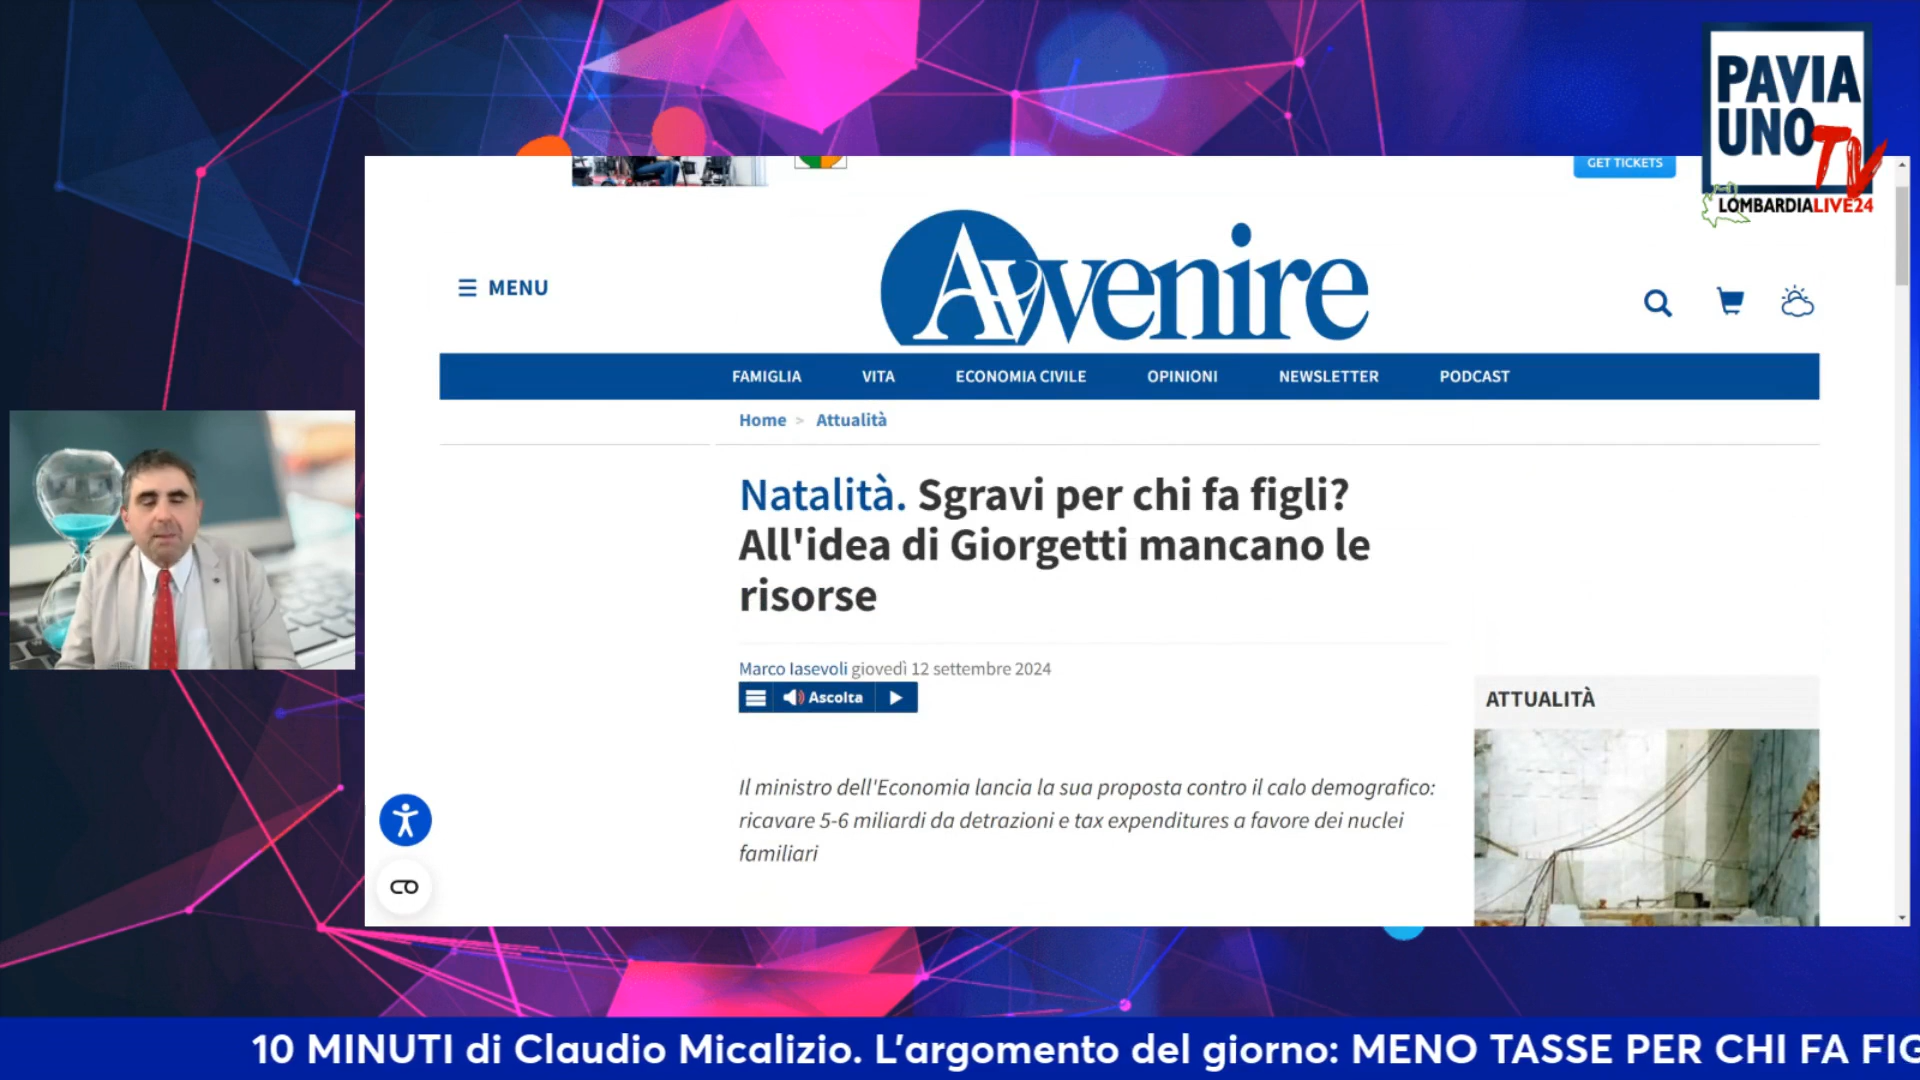 PAVIA
UNO TV
LOMBARDIALIVE24
GET TICKETS
MENU
Avvenire
FAMIGLIA VITA ECONOMIA CIVILE OPINIONI NEWSLETTER PODCAST
Home > Attualità
Natalità. Sgravi per chi fa figli?
All'idea di Giorgetti mancano le
risorse
Marco Iasevoli giovedì 12 settembre 2024
Ascolta
ATTUALITÀ
Il ministro dell'Economia lancia la sua proposta contro il calo demografico:
ricavare 5-6 miliardi da detrazioni e tax expenditures a favore dei nuclei
familiari
10 MINUTI di Claudio Micalizio. L'argomento del giorno: MENO TASSE PER CHI FA FIG